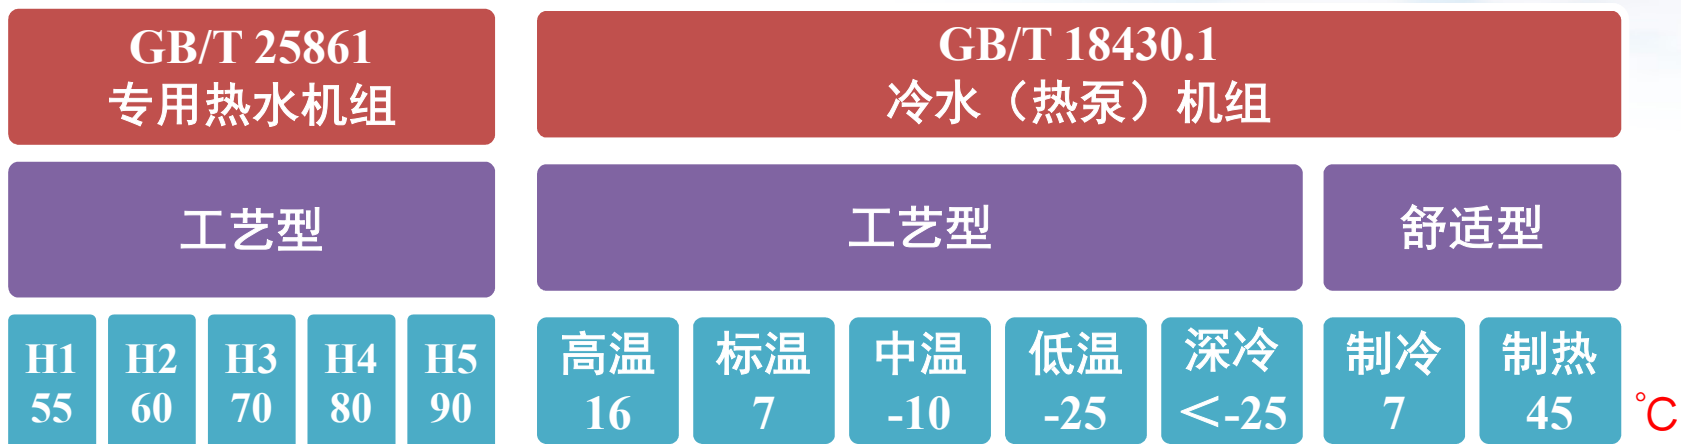 GB/T 25861
专用热水机组
GB/T 18430.1
冷水（热泵）机组
工艺型
工艺型
舒适型
H1
55
H2
60
H3
70
H4
80
H5
90
高温
16
标温
7
中温
-10
低温
-25
深冷
＜-25
制冷
7
制热
45
°C